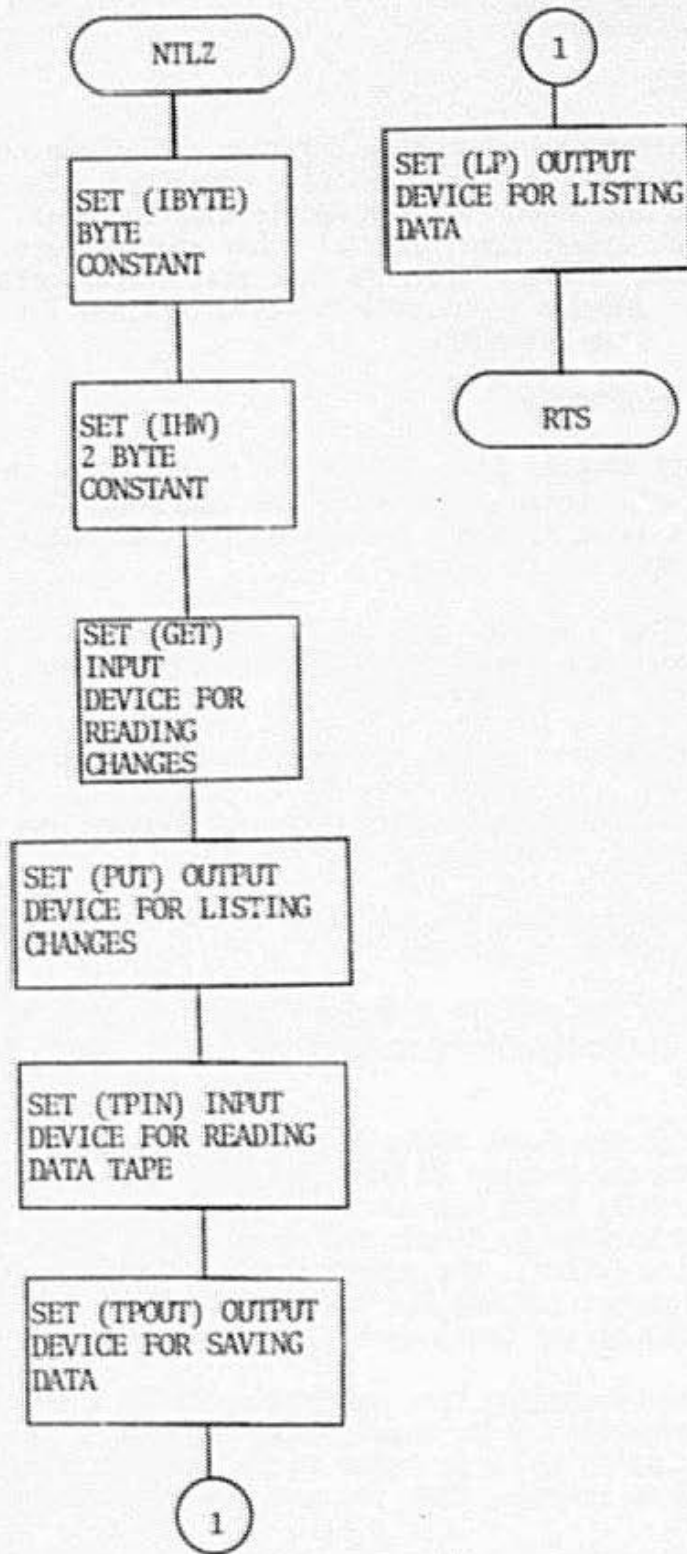 NTLZ
SET (IBYTE)
BYTE
CONSTANT
SET (IHW)
2 BYTE
CONSTANT
SET (GET)
INPUT
DEVICE FOR
READING
CHANGES
SET (PUT) OUTPUT
DEVICE FOR LISTING
CHANGES
SET (TPIN) INPUT
DEVICE FOR READING
DATA TAPE
SET (TPOUT) OUTPUT
DEVICE FOR SAVING
DATA
1
1
SET (LP) OUTPUT
DEVICE FOR LISTING
DATA
RTS